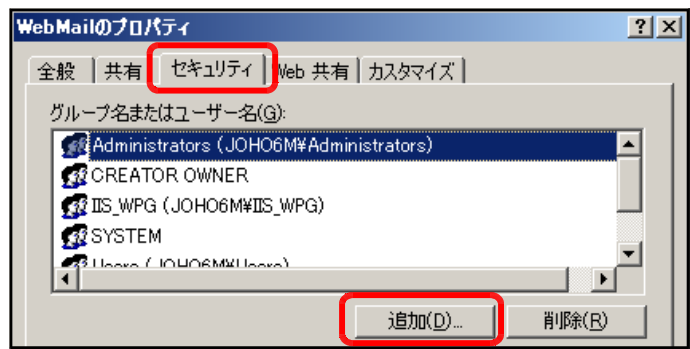 WebMailのプロパティ
全般 共有 セキュリティ Web 共有 カスタマイズ
グループ名またはユーザー名(G):
Administrators (JOHO6M¥Administrators)
CREATOR OWNER
IIS_WPG (JOHO6M¥IIS_WPG)
SYSTEM
Users (JOHO6M¥Users)
追加(D)... 削除(R)